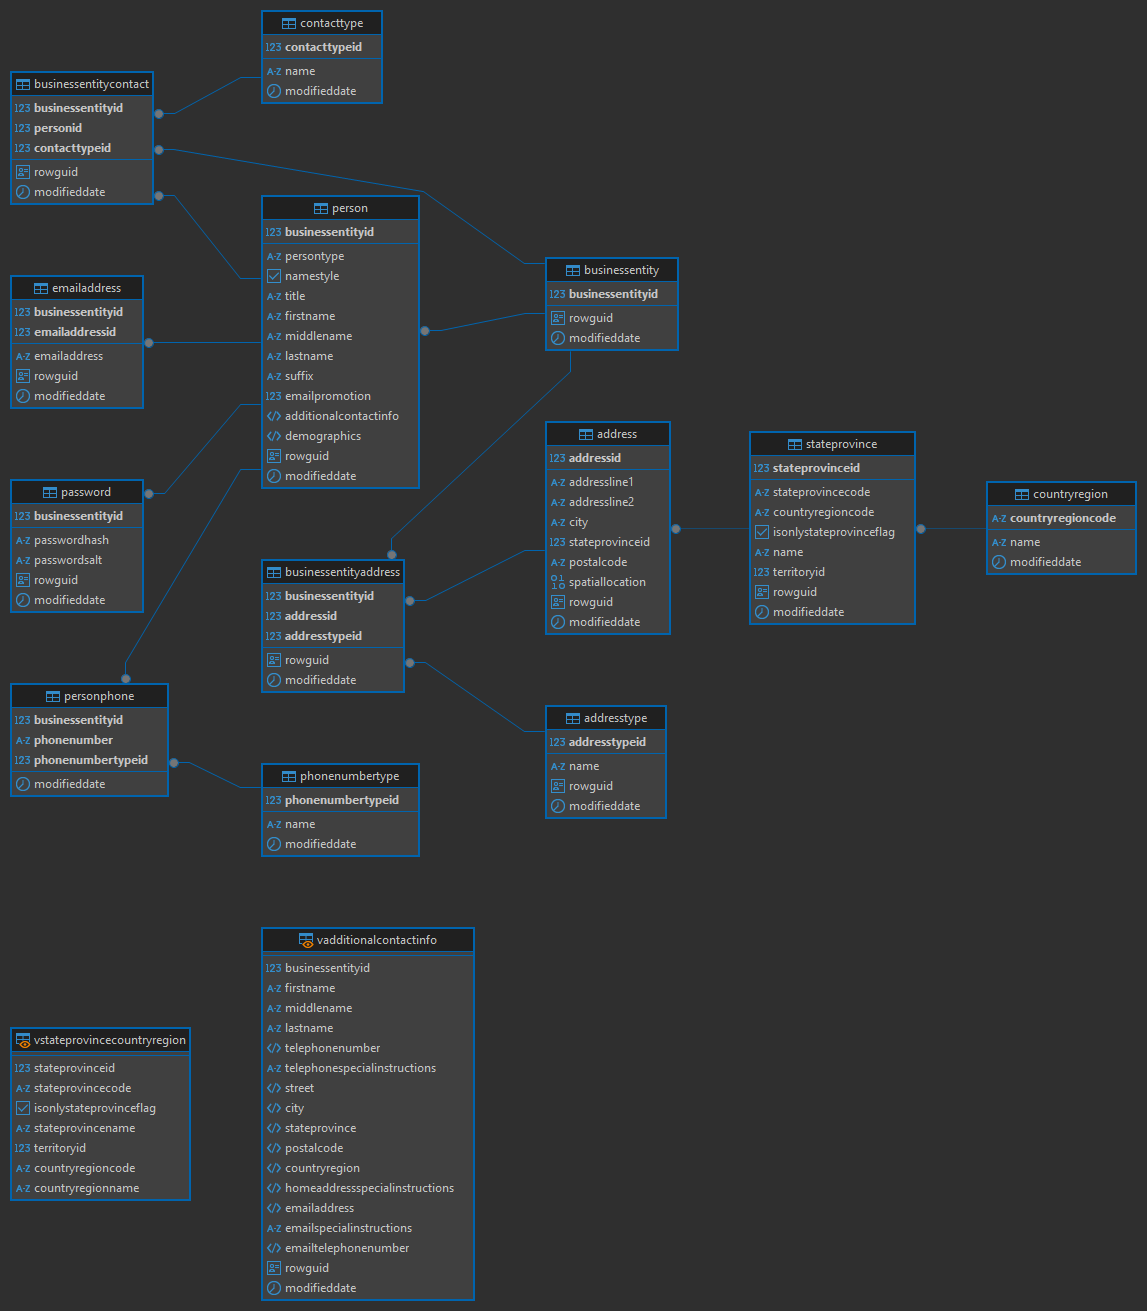 contacttype
123 contacttypeid
A-Z name
modifieddate
businessentitycontact
123 businessentityid
123 personid
123 contacttypeid
rowguid
modifieddate
person
123 businessentityid
A-Z persontype
namestyle
A-Z title
A-Z firstname
A-Z middlename
A-Z lastname
A-Z suffix
123 emailpromotion
</> additionalcontactinfo
</> demographics
rowguid
modifieddate
businessentity
123 businessentityid
rowguid
modifieddate
emailaddress
123 businessentityid
123 emailaddressid
A-Z emailaddress
rowguid
modifieddate
address
123 addressid
A-Z addressline1
A-Z addressline2
A-Z city
123 stateprovinceid
A-Z postalcode
01 10 spatiallocation
rowguid
modifieddate
stateprovince
123 stateprovinceid
A-Z stateprovincecode
A-Z countryregioncode
isonlystateprovinceflag
A-Z name
123 territoryid
rowguid
modifieddate
countryregion
A-Z countryregioncode
A-Z name
modifieddate
password
123 businessentityid
A-Z passwordhash
A-Z passwordsalt
rowguid
modifieddate
businessentityaddress
123 businessentityid
123 addressid
123 addresstypeid
rowguid
modifieddate
personphone
123 businessentityid
A-Z phonenumber
123 phonenumbertypeid
modifieddate
addresstype
123 addresstypeid
A-Z name
rowguid
modifieddate
phonenumbertype
123 phonenumbertypeid
A-Z name
modifieddate
vadditionalcontactinfo
123 businessentityid
A-Z firstname
A-Z middlename
A-Z lastname
</> telephonenumber
A-Z telephonespecialinstructions
</> street
</> city
</> stateprovince
</> postalcode
</> countryregion
</> homeaddressspecialinstructions
</> emailaddress
A-Z emailspecialinstructions
</> emailtelephonenumber
rowguid
modifieddate
vstateprovincecountryregion
123 stateprovinceid
A-Z stateprovincecode
isonlystateprovinceflag
A-Z stateprovincename
123 territoryid
A-Z countryregioncode
A-Z countryregionname